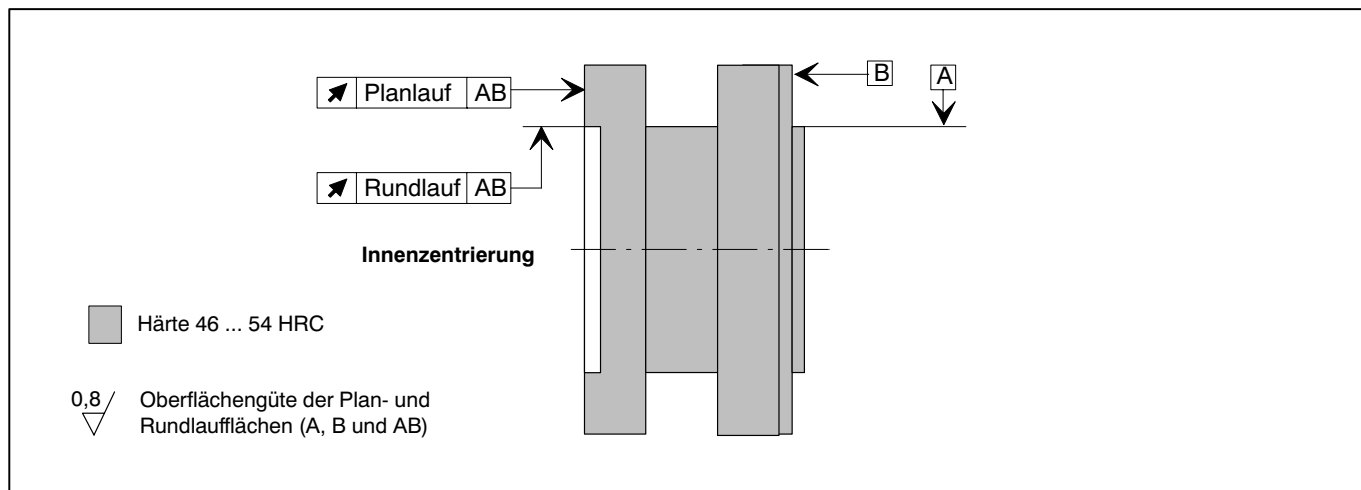 Planlauf AB
B
A
Rundlauf AB
Innenzentrierung
Härte 46 ... 54 HRC
0,8
Oberflächengüte der Plan- und
Rundlaufflächen (A, B und AB)